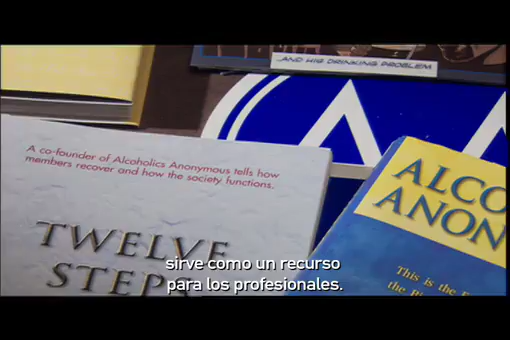 ...AND HIS DRINKING PROBLEM
A co-founder of Alcoholics Anonymous tells how
members recover and how the society functions.
TWELVE
STEPS
ALCO
ANON
This is the
the
sirve como un recurso
para los profesionales.